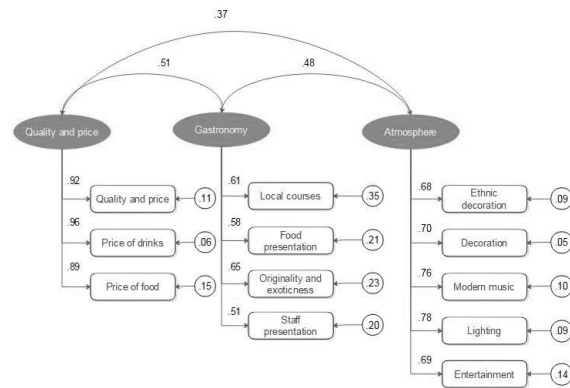 .37
.51
.48
Quality and price
Gastronomy
Atmosphere
.92
Quality and price
.11
.96
Price of drinks
.06
.89
Price of food
.15
.61
Local courses
.35
.58
Food
presentation
.21
.65
Originality and
exoticness
.23
.51
Staff
presentation
.20
.68
Ethnic
decoration
.09
.70
Decoration
.05
.76
Modern music
.10
.78
Lighting
.09
.69
Entertainment
.14